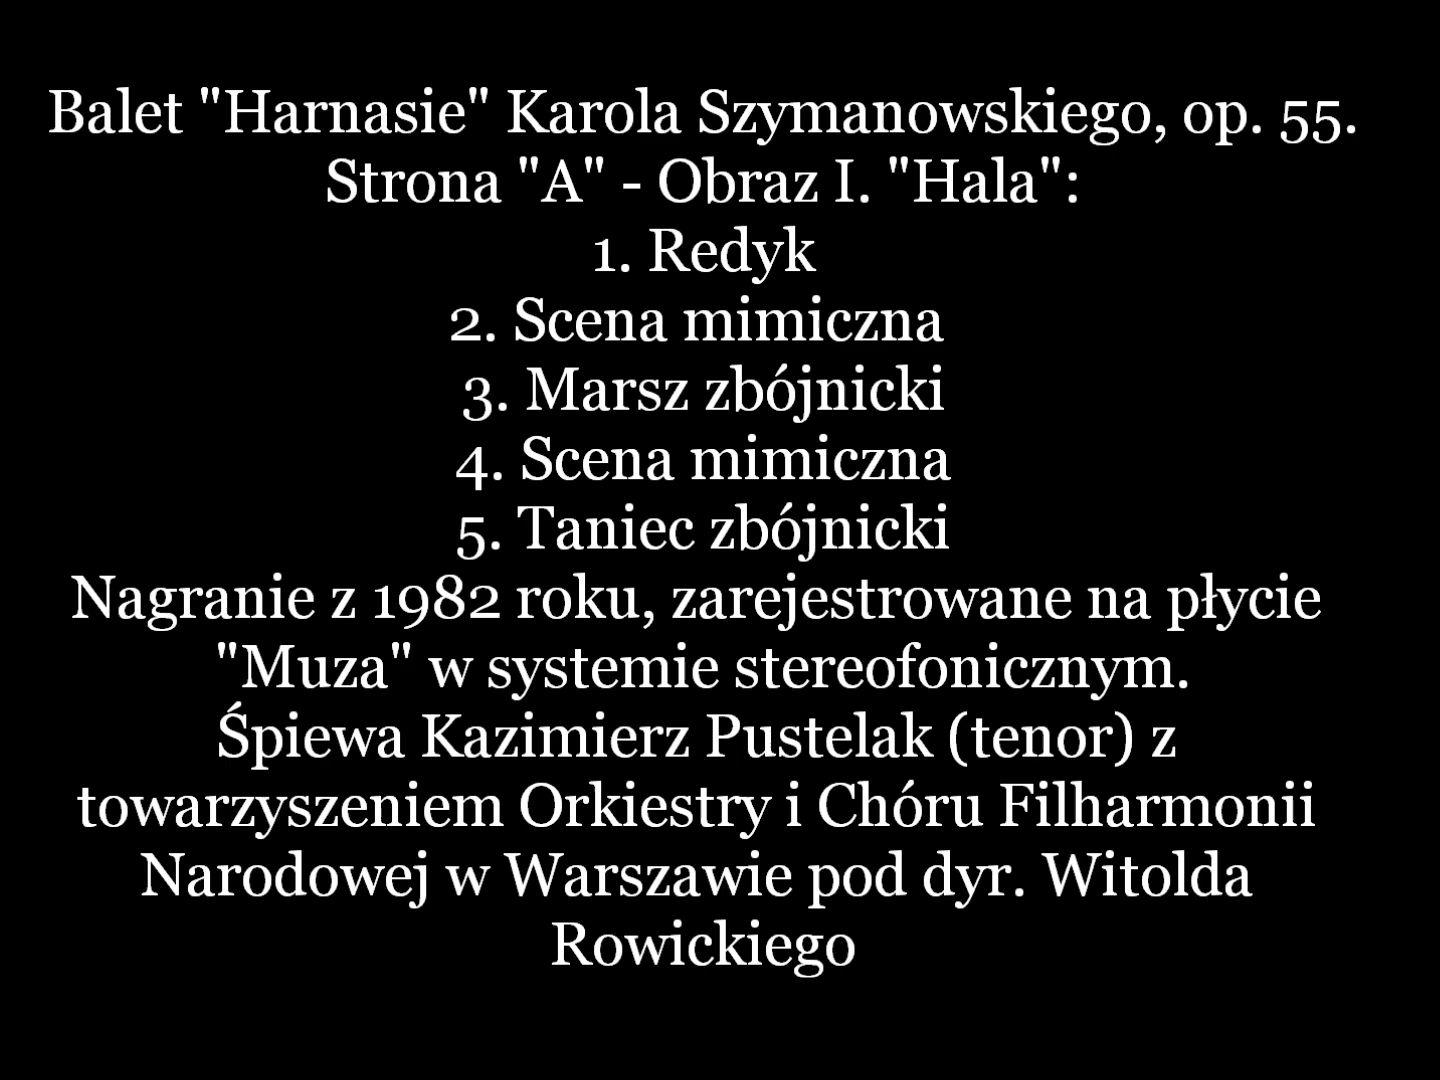 Balet "Harnasie" Karola Szymanowskiego, op. 55.
Strona "A" - Obraz I. "Hala":
1. Redyk
2. Scena mimiczna
3. Marsz zbójnicki
4. Scena mimiczna
5. Taniec zbójnicki
Nagranie z 1982 roku, zarejestrowane na płycie
"Muza" w systemie stereofonicznym.
Śpiewa Kazimierz Pustelak (tenor) z
towarzyszeniem Orkiestry i Chóru Filharmonii
Narodowej w Warszawie pod dyr. Witolda
Rowickiego